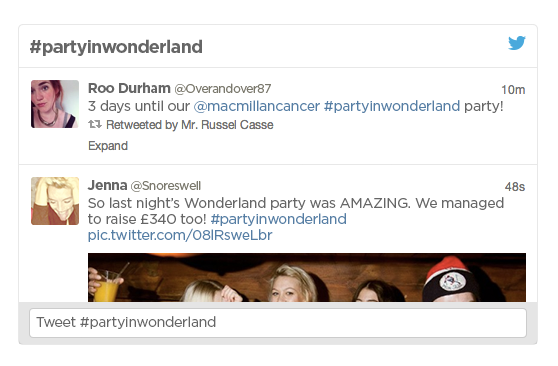 #partyinwonderland
Roo Durham @Overandover87 10m
3 days until our @macmillancancer #partyinwonderland party!
Retweeted by Mr. Russel Casse
Expand
Jenna @Snoreswell 48s
So last night's Wonderland party was AMAZING. We managed
to raise £340 too! #partyinwonderland
pic.twitter.com/08lRsweLbr
Tweet #partyinwonderland